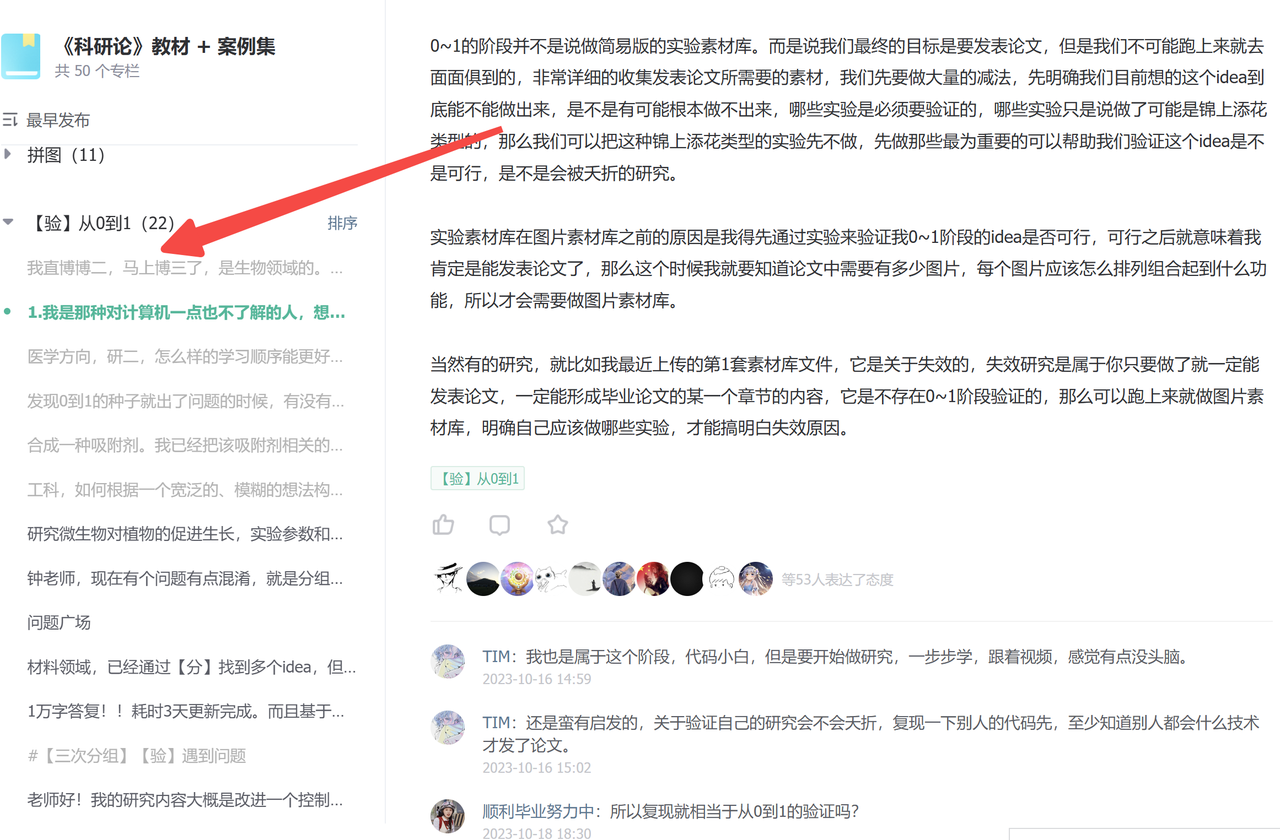 《科研论》教材 + 案例集
共 50 个专栏
最早发布
拼图（11）
【验】从0到1（22）
排序
我直博博二，马上博三了，是生物领域的。...
1.我是那种对计算机一点也不了解的人，想...
医学方向，研二，怎么样的学习顺序能更好...
发现0到1的种子就出了问题的时候，有没有...
合成一种吸附剂。我已经把该吸附剂相关的...
工科，如何根据一个宽泛的、模糊的想法构...
研究微生物对植物的促进生长，实验参数和...
钟老师，现在有个问题有点混淆，就是分组...
问题广场
材料领域，已经通过【分】找到多个idea，但...
1万字答复！！耗时3天更新完成。而且基于...
#【三次分组】【验】遇到问题
老师好！我的研究内容大概是改进一个控制...
0~1的阶段并不是说做简易版的实验素材库。而是说我们最终的目标是要发表论文，但是我们不可能跑上来就去
面面俱到的，非常详细的收集发表论文所需要的素材，我们先要做大量的减法，先明确我们目前想的这个idea到
底能不能做出来，是不是有可能根本做不出来，哪些实验是必须要验证的，哪些实验只是说做了可能是锦上添花
类型的，那么我们可以把这种锦上添花类型的实验先不做，先做那些最为重要的可以帮助我们验证这个idea是不
是可行，是不是会被夭折的研究。
实验素材库在图片素材库之前的原因是我得先通过实验来验证我0~1阶段的idea是否可行，可行之后就意味着我
肯定是能发表论文了，那么这个时候我就要知道论文中需要有多少图片，每个图片应该怎么排列组合起到什么功
能，所以才会需要做图片素材库。
当然有的研究，就比如我最近上传的第1套素材库文件，它是关于失效的，失效研究是属于你只要做了就一定能
发表论文，一定能形成毕业论文的某一个章节的内容，它是不存在0~1阶段验证的，那么可以跑上来就做图片素
材库，明确自己应该做哪些实验，才能搞明白失效原因。
【验】从0到1
等53人表达了态度
TIM：我也是属于这个阶段，代码小白，但是要开始做研究，一步步学，跟着视频，感觉有点没头脑。
2023-10-16 14:59
TIM：还是蛮有启发的，关于验证自己的研究会不会夭折，复现一下别人的代码先，至少知道别人都会什么技术
才发了论文。
2023-10-16 15:02
顺利毕业努力中：所以复现就相当于从0到1的验证吗？
2023-10-18 18:30